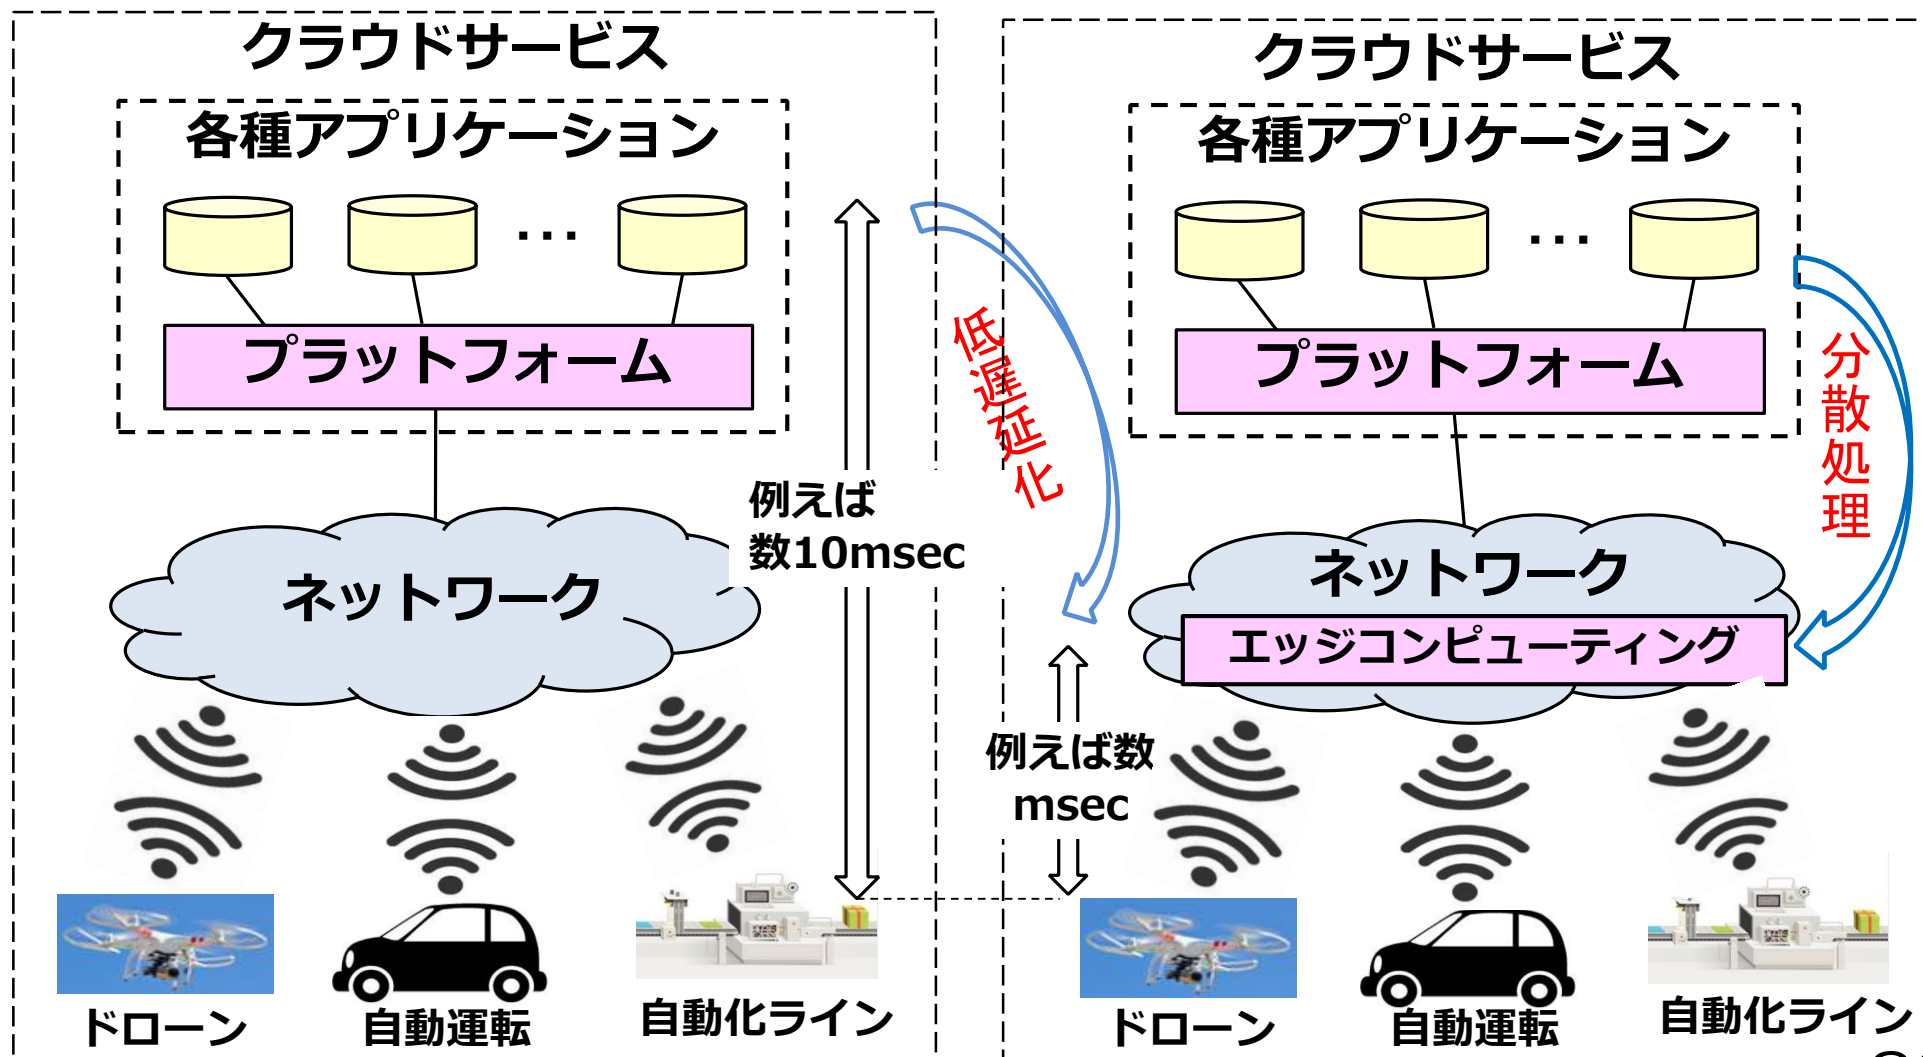 クラウドサービス
各種アプリケーション
・・・
プラットフォーム
例えば
数10msec
ネットワーク
ドローン
自動運転
自動化ライン
低遅延化
クラウドサービス
各種アプリケーション
・・・
プラットフォーム
分散処理
ネットワーク
エッジコンピューティング
例えば数
msec
ドローン
自動運転
自動化ライン